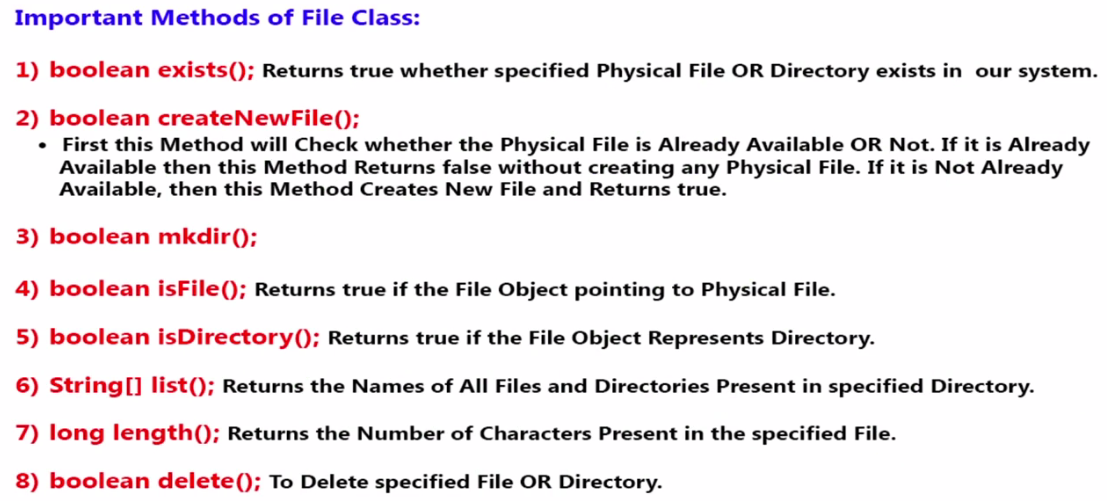 Important Methods of File Class:
1) boolean exists(); Returns true whether specified Physical File OR Directory exists in our system.
2) boolean createNewFile();
• First this Method will Check whether the Physical File is Already Available OR Not. If it is Already
Available then this Method Returns false without creating any Physical File. If it is Not Already
Available, then this Method Creates New File and Returns true.
3) boolean mkdir();
4) boolean isFile(); Returns true if the File Object pointing to Physical File.
5) boolean isDirectory(); Returns true if the File Object Represents Directory.
6) String[] list(); Returns the Names of All Files and Directories Present in specified Directory.
7) long length(); Returns the Number of Characters Present in the specified File.
8) boolean delete(); To Delete specified File OR Directory.